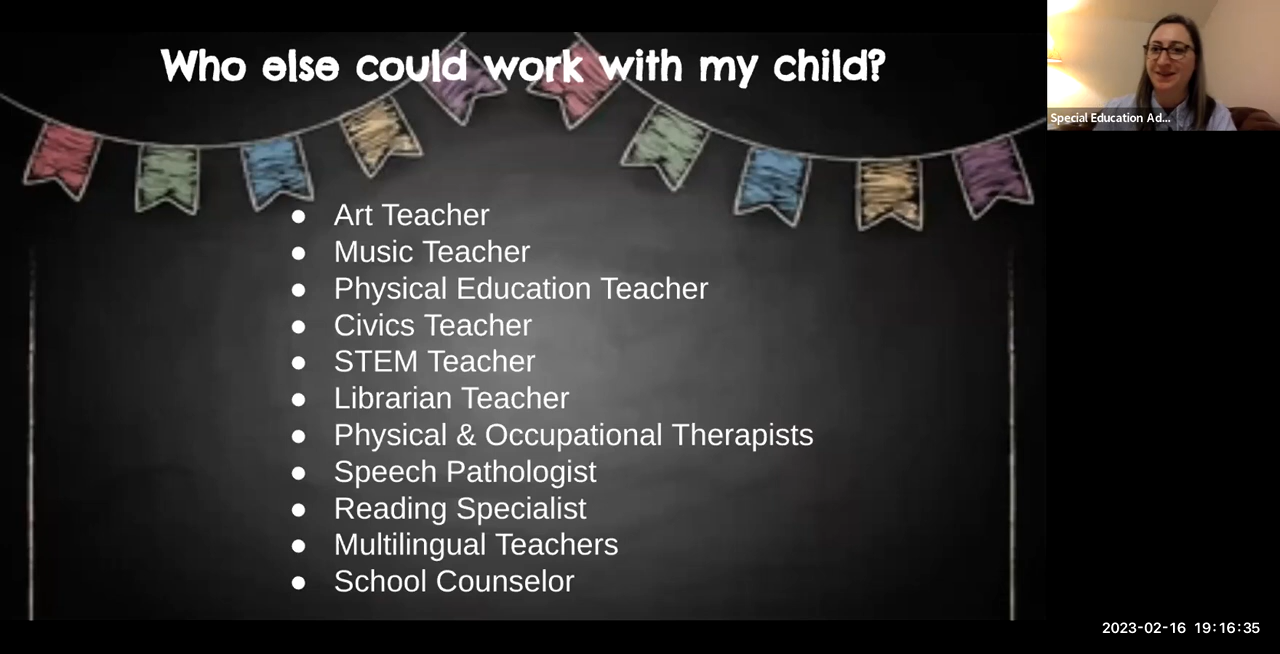 Who else could work with my child?
Special Education Ad...
● Art Teacher
● Music Teacher
● Physical Education Teacher
● Civics Teacher
● STEM Teacher
● Librarian Teacher
● Physical & Occupational Therapists
● Speech Pathologist
● Reading Specialist
● Multilingual Teachers
● School Counselor
2023-02-16 19:16:35